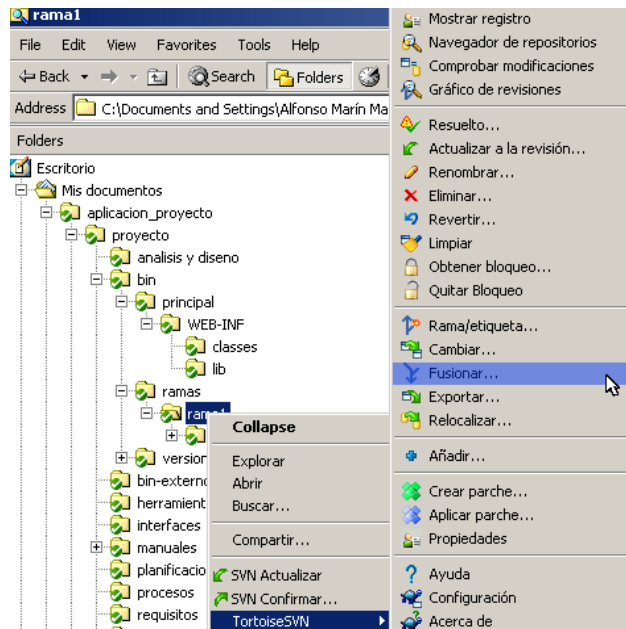 rama1
File Edit View Favorites Tools Help
Back Search Folders
Address C:\Documents and Settings\Alfonso Marín Ma
Folders
Escritorio
Mis documentos
aplicacion_proyecto
proyecto
analisis y diseno
bin
principal
WEB-INF
classes
lib
ramas
rama1
version
bin-externo
herramient
interfaces
manuales
planificacio
procesos
requisitos
Collapse
Explorar
Abrir
Buscar...
Compartir...
SVN Actualizar
SVN Confirmar...
TortoiseSVN
Mostrar registro
Navegador de repositorios
Comprobar modificaciones
Gráfico de revisiones
Resuelto...
Actualizar a la revisión...
Renombrar...
Eliminar...
Revertir...
Limpiar
Obtener bloqueo...
Quitar Bloqueo
Rama/etiqueta...
Cambiar...
Fusionar...
Exportar...
Relocalizar...
Añadir...
Crear parche...
Aplicar parche...
Propiedades
Ayuda
Configuración
Acerca de